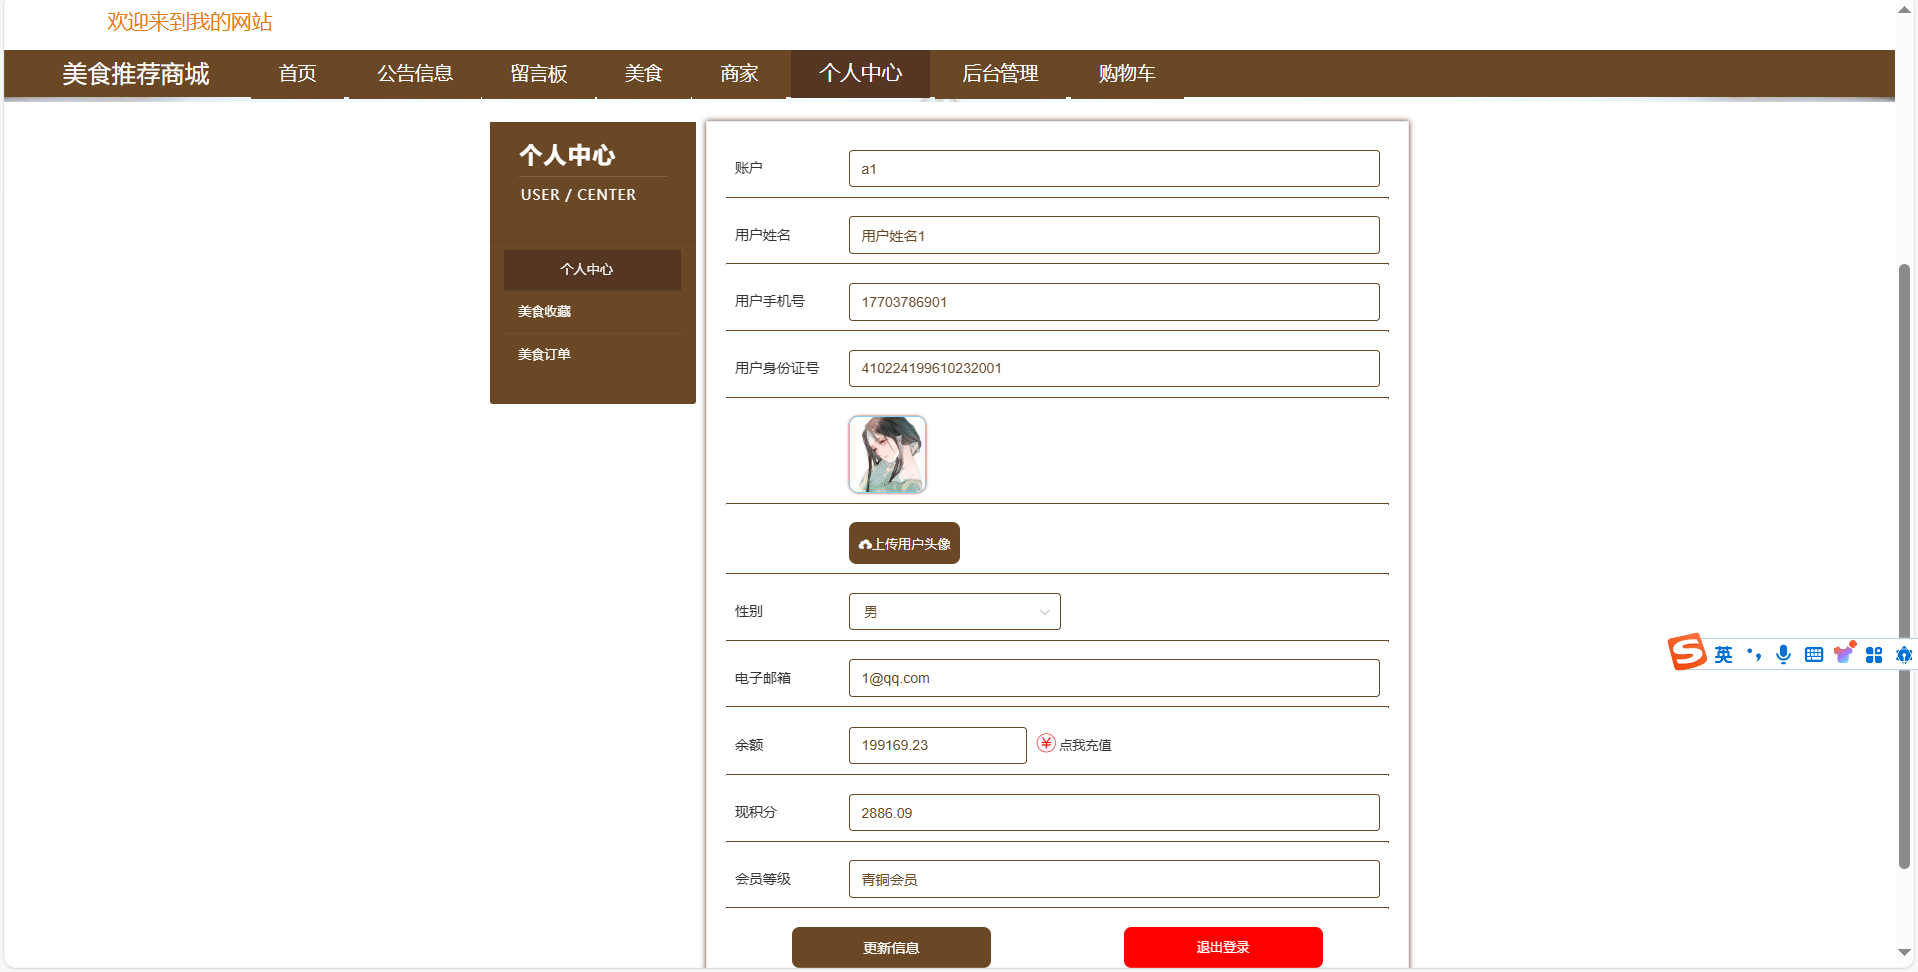 欢迎来到我的网站
美食推荐商城 首页 公告信息 留言板 美食 商家 个人中心 后台管理 购物车
个人中心
USER / CENTER
个人中心
美食收藏
美食订单
账户 a1
用户姓名 用户姓名1
用户手机号 17703786901
用户身份证号 410224199610232001
上传用户头像
性别 男
电子邮箱 1@qq.com
余额 199169.23 ¥ 点我充值
现积分 2886.09
会员等级 青铜会员
更新信息 退出登录
S 英